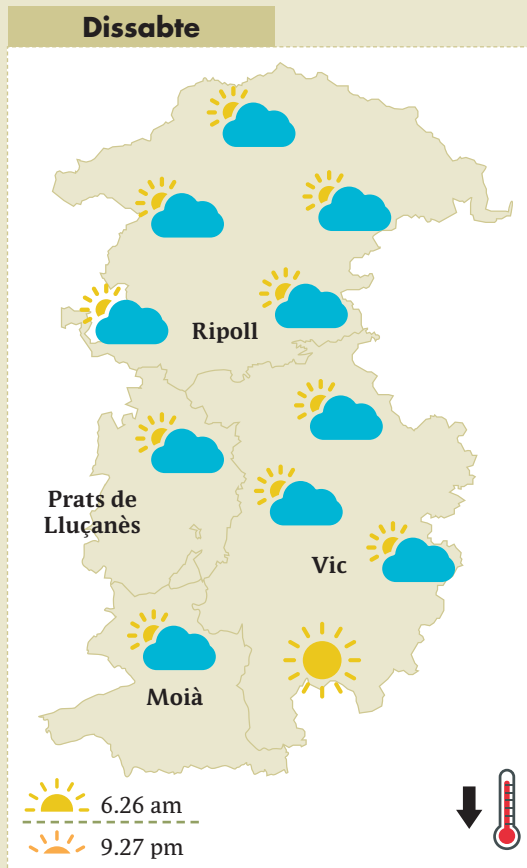 Dissabte
Ripoll
Prats de
Lluçanès
Vic
Moià
6.26 am
9.27 pm